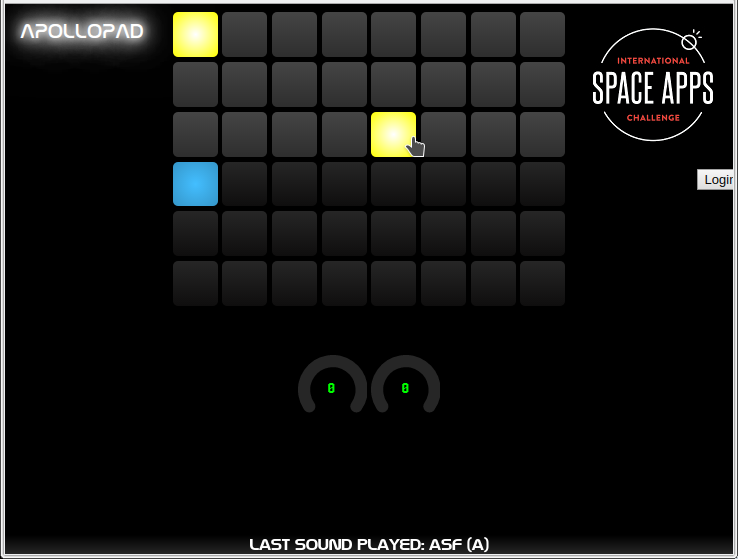 APOLLOPAD
INTERNATIONAL
SPACE APPS
CHALLENGE
Login
0 0
LAST SOUND PLAYED: ASF (A)